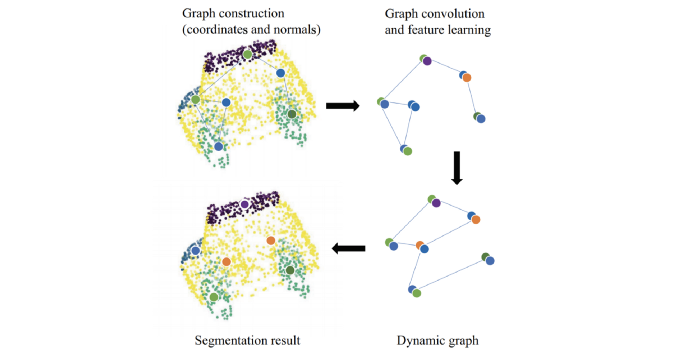 Graph construction
(coordinates and normals)
Graph convolution
and feature learning
Segmentation result
Dynamic graph